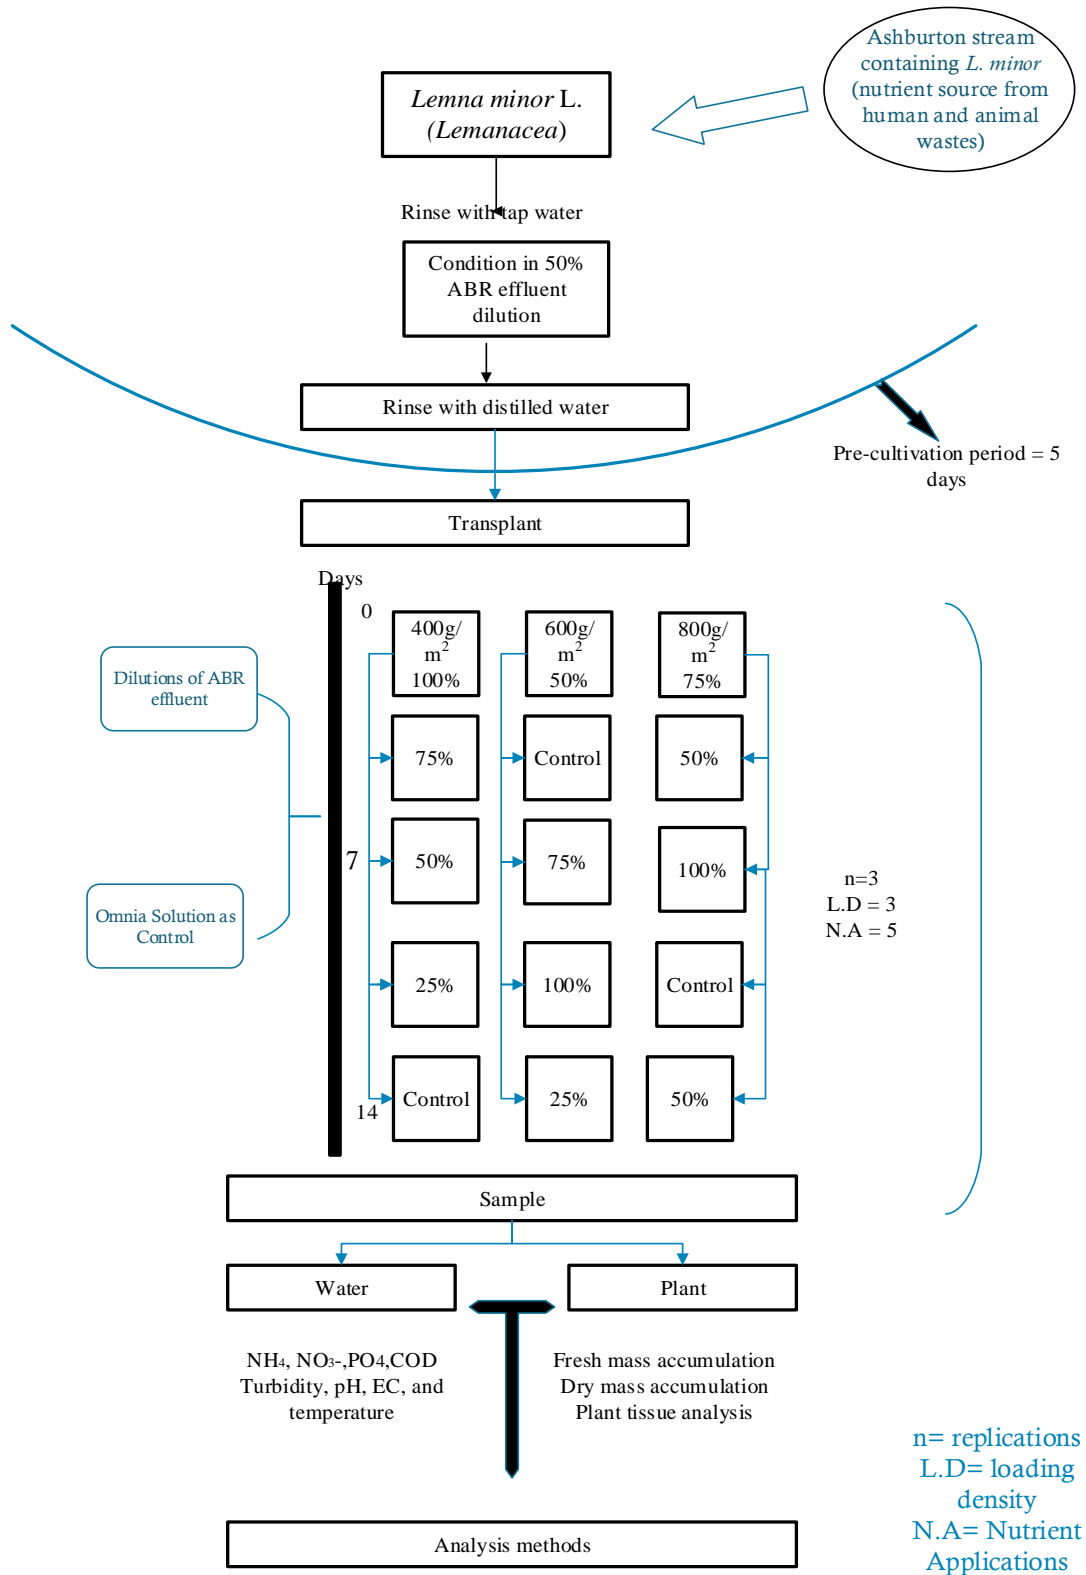 Ashburton stream
containing L. minor
(nutrient source from
human and animal
wastes)
Lemna minor L.
(Lemanacea)
Rinse with tap water
Condition in 50%
ABR effluent
dilution
Rinse with distilled water
Pre-cultivation period = 5
days
Transplant
Days
0
400g/
m²
100%
600g/
m²
50%
800g/
m²
75%
Dilutions of ABR
effluent
75%
Control
50%
7
50%
75%
100%
n=3
L.D = 3
N.A = 5
Omnia Solution as
Control
25%
100%
Control
14
Control
25%
50%
Sample
Water
Plant
NH₄, NO₃-,PO₄,COD
Turbidity, pH, EC, and
temperature
Fresh mass accumulation
Dry mass accumulation
Plant tissue analysis
n= replications
L.D= loading
density
N.A= Nutrient
Applications
Analysis methods